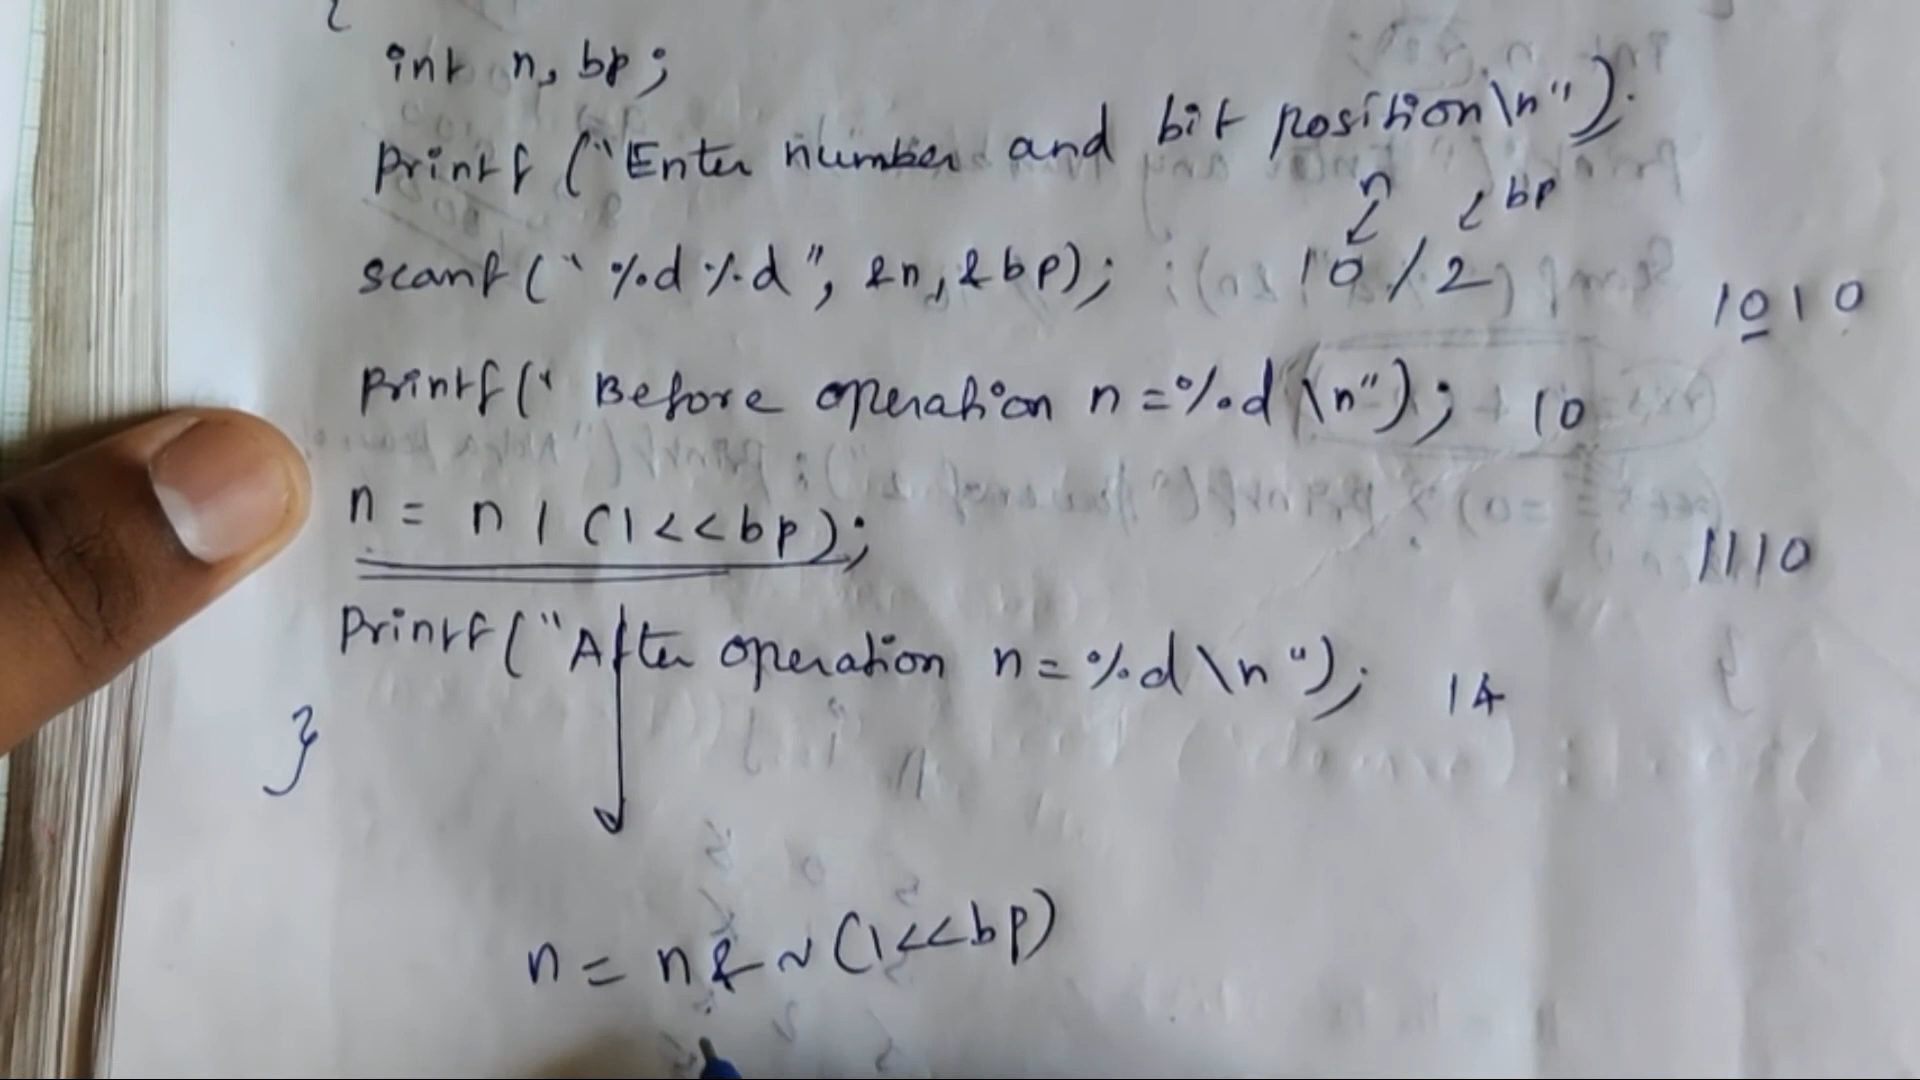 {
int n, bp;
printf ("Enter number and bit position\n").
n bp
scanf ("%d %d", &n, &bp); 10 / 2
1010
printf(" Before operation n=%d \n"); 10
n = n | (1<<bp);
1110
printf("After operation n=%d \n"); 14
}
n = n & ~ (1<<bp)